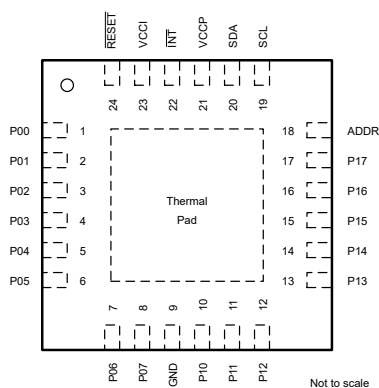 RESET
VCCI
INT
VCCP
SDA
SCL
24
23
22
21
20
19
P00 1
18 ADDR
P01 2
17 P17
P02 3
16 P16
P03 4
15 P15
P04 5
14 P14
P05 6
13 P13
Thermal
Pad
7
8
9
10
11
12
P06
P07
GND
P10
P11
P12
Not to scale